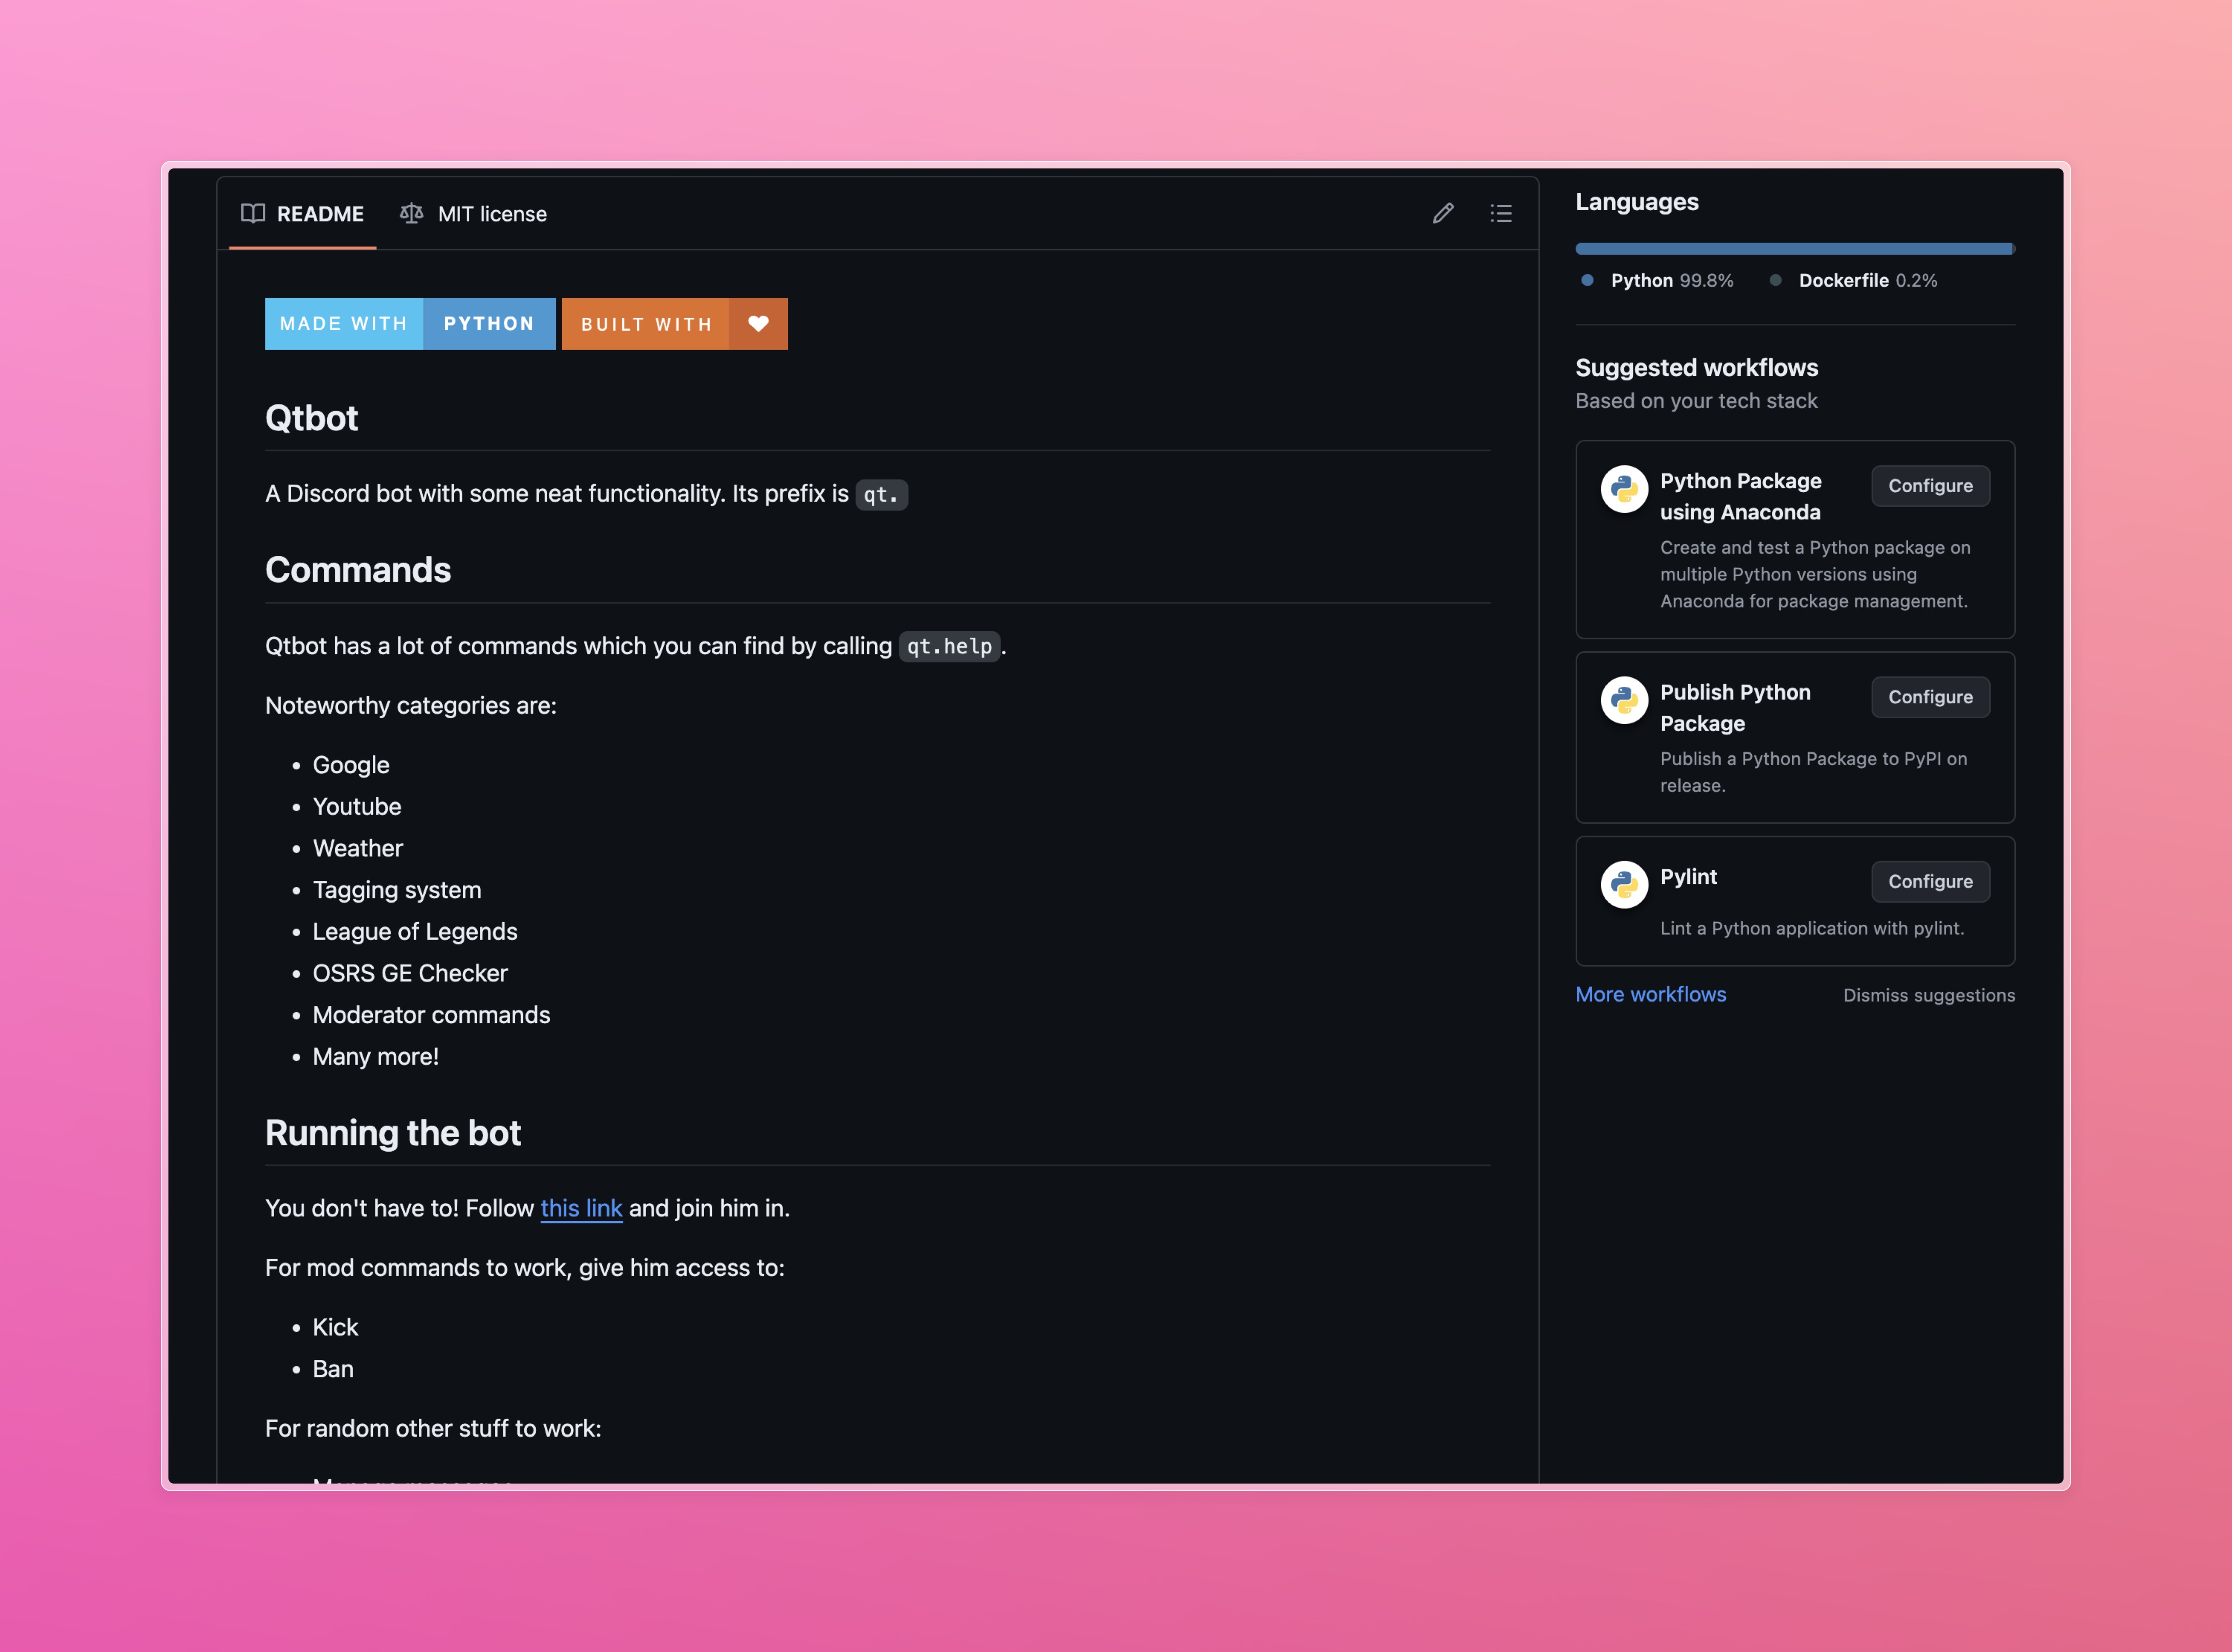 README
MIT license
MADE WITH PYTHON
BUILT WITH ♥
Qtbot
A Discord bot with some neat functionality. Its prefix is qt.
Commands
Qtbot has a lot of commands which you can find by calling qt.help.
Noteworthy categories are:
• Google
• Youtube
• Weather
• Tagging system
• League of Legends
• OSRS GE Checker
• Moderator commands
• Many more!
Running the bot
You don't have to! Follow this link and join him in.
For mod commands to work, give him access to:
• Kick
• Ban
For random other stuff to work:
Languages
Python 99.8%
Dockerfile 0.2%
Suggested workflows
Based on your tech stack
Python Package
using Anaconda
Configure
Create and test a Python package on
multiple Python versions using
Anaconda for package management.
Publish Python
Package
Configure
Publish a Python Package to PyPI on
release.
Pylint
Configure
Lint a Python application with pylint.
More workflows
Dismiss suggestions